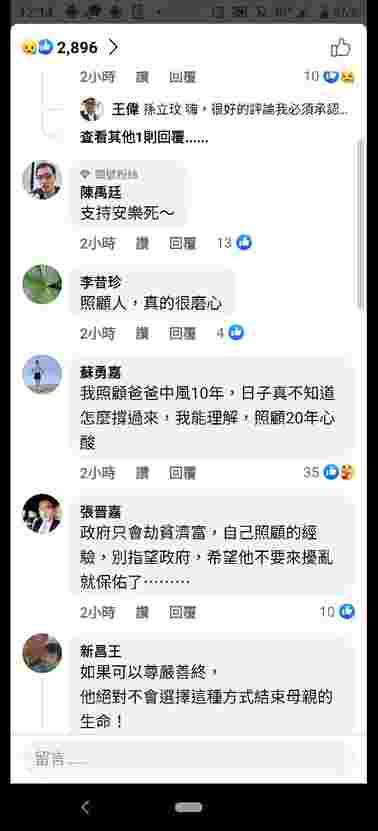 2,896
2小時 讚 回覆 10
王偉 孫立玟 嗨，很好的評論我必須承認...
查看其他1則回覆......
頭號粉絲
陳禹廷
支持安樂死～
2小時 讚 回覆 13
李昔珍
照顧人，真的很磨心
2小時 讚 回覆 4
蘇勇嘉
我照顧爸爸中風10年，日子真不知道
怎麼撐過來，我能理解，照顧20年心
酸
2小時 讚 回覆 35
張晉嘉
政府只會劫貧濟富，自己照顧的經
驗，別指望政府，希望他不要來擾亂
就保佑了………
2小時 讚 回覆 10
新昌王
如果可以尊嚴善終，
他絕對不會選擇這種方式結束母親的
生命！
留言......